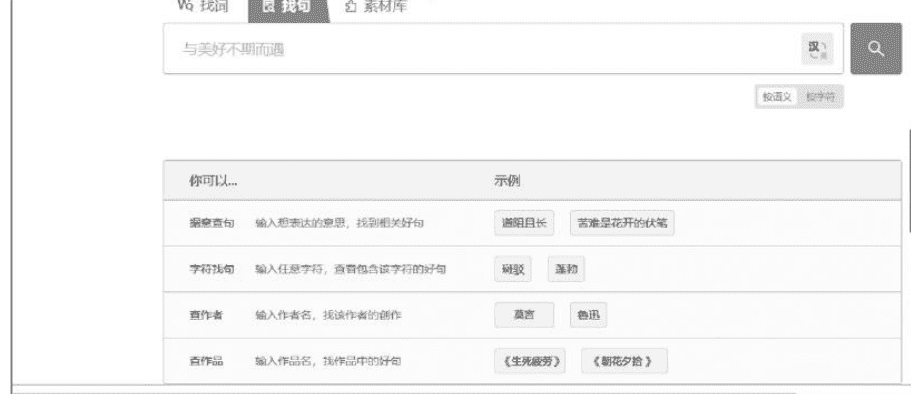 找词 找句 素材库
与美好不期而遇 汉
按语义 按字符
你可以... 示例
据意查句 输入想表达的意思，找到相关好句 道阻且长 苦难是花开的伏笔
字符找句 输入任意字符，查看包含该字符的好句 斑驳
查作者 输入作者名，找该作者的创作 莫言 鲁迅
查作品 输入作品名，找作品中的好句 《生死疲劳》 《朝花夕拾》